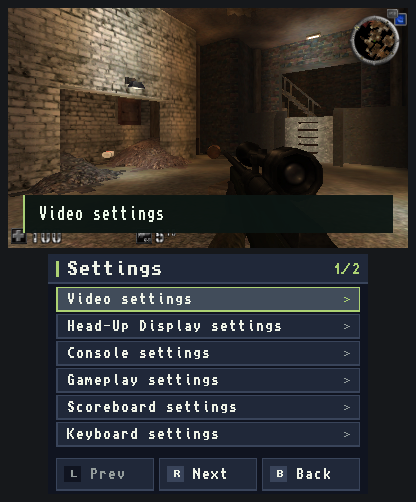 Video settings
100
Settings
1/2
Video settings >
Head-Up Display settings >
Console settings >
Gameplay settings >
Scoreboard settings >
Keyboard settings >
L Prev
R Next
B Back